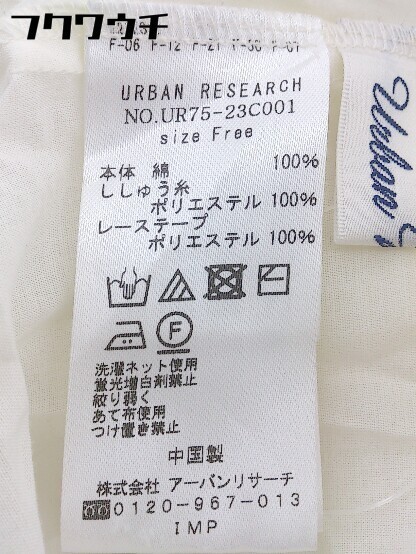 フクワウチ
URBAN RESEARCH
NO.UR75-23C001
size Free
本体 綿 100%
ししゅう糸
ポリエステル 100%
レーステープ
ポリエステル 100%
F
洗濯ネット使用
蛍光増白剤禁止
絞り弱く
あて布使用
つけ置き禁止
中国製
株式会社 アーバンリサーチ
0120-967-013
IMP
Urban